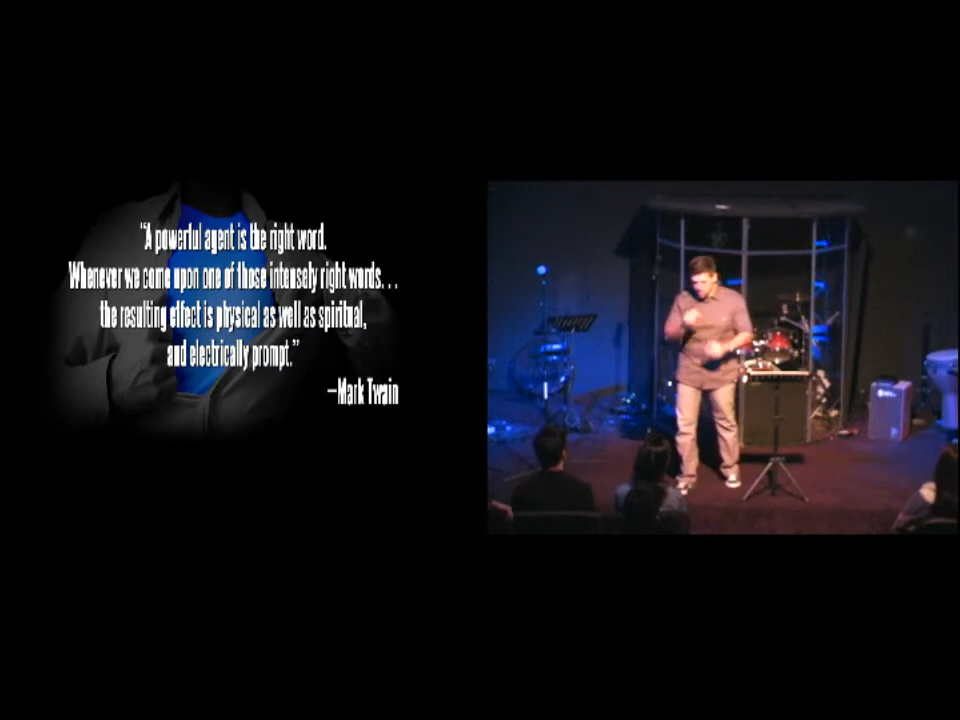 “A powerful agent is the right word.
Whenever we come upon one of those intensely right words. . .
the resulting effect is physical as well as spiritual,
and electrically prompt.”
–Mark Twain